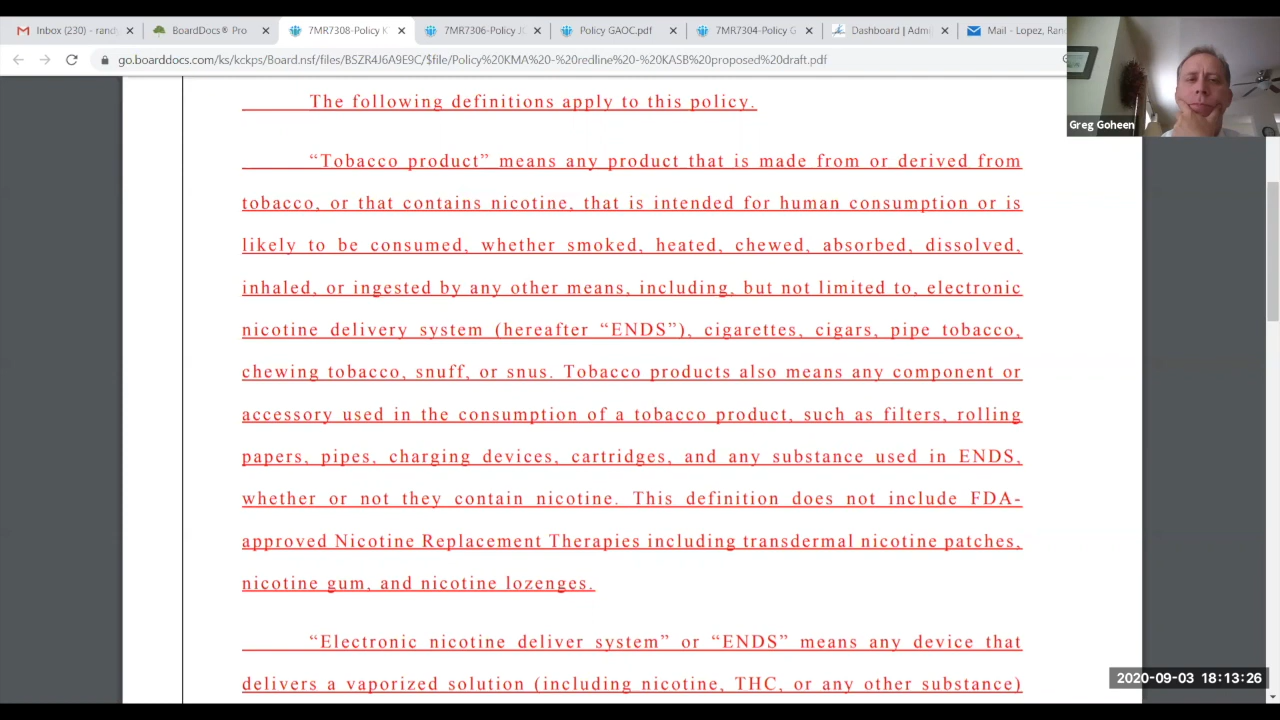 Inbox (230) - randy
BoardDocs® Pro
7MR7308-Policy K
7MR7306-Policy JC
Policy GAOC.pdf
7MR7304-Policy G
Dashboard | Admi
Mail - Lopez, Ran
go.boarddocs.com/ks/kckps/Board.nsf/files/BSZR4J6A9E9C/$file/Policy%20KMA%20-%20redline%20-%20KASB%20proposed%20draft.pdf
Greg Goheen
The following definitions apply to this policy.
“Tobacco product” means any product that is made from or derived from
tobacco, or that contains nicotine, that is intended for human consumption or is
likely to be consumed, whether smoked, heated, chewed, absorbed, dissolved,
inhaled, or ingested by any other means, including, but not limited to, electronic
nicotine delivery system (hereafter “ENDS”), cigarettes, cigars, pipe tobacco,
chewing tobacco, snuff, or snus. Tobacco products also means any component or
accessory used in the consumption of a tobacco product, such as filters, rolling
papers, pipes, charging devices, cartridges, and any substance used in ENDS,
whether or not they contain nicotine. This definition does not include FDA-
approved Nicotine Replacement Therapies including transdermal nicotine patches,
nicotine gum, and nicotine lozenges.
“Electronic nicotine deliver system” or “ENDS” means any device that
delivers a vaporized solution (including nicotine, THC, or any other substance)
2020-09-03 18:13:26